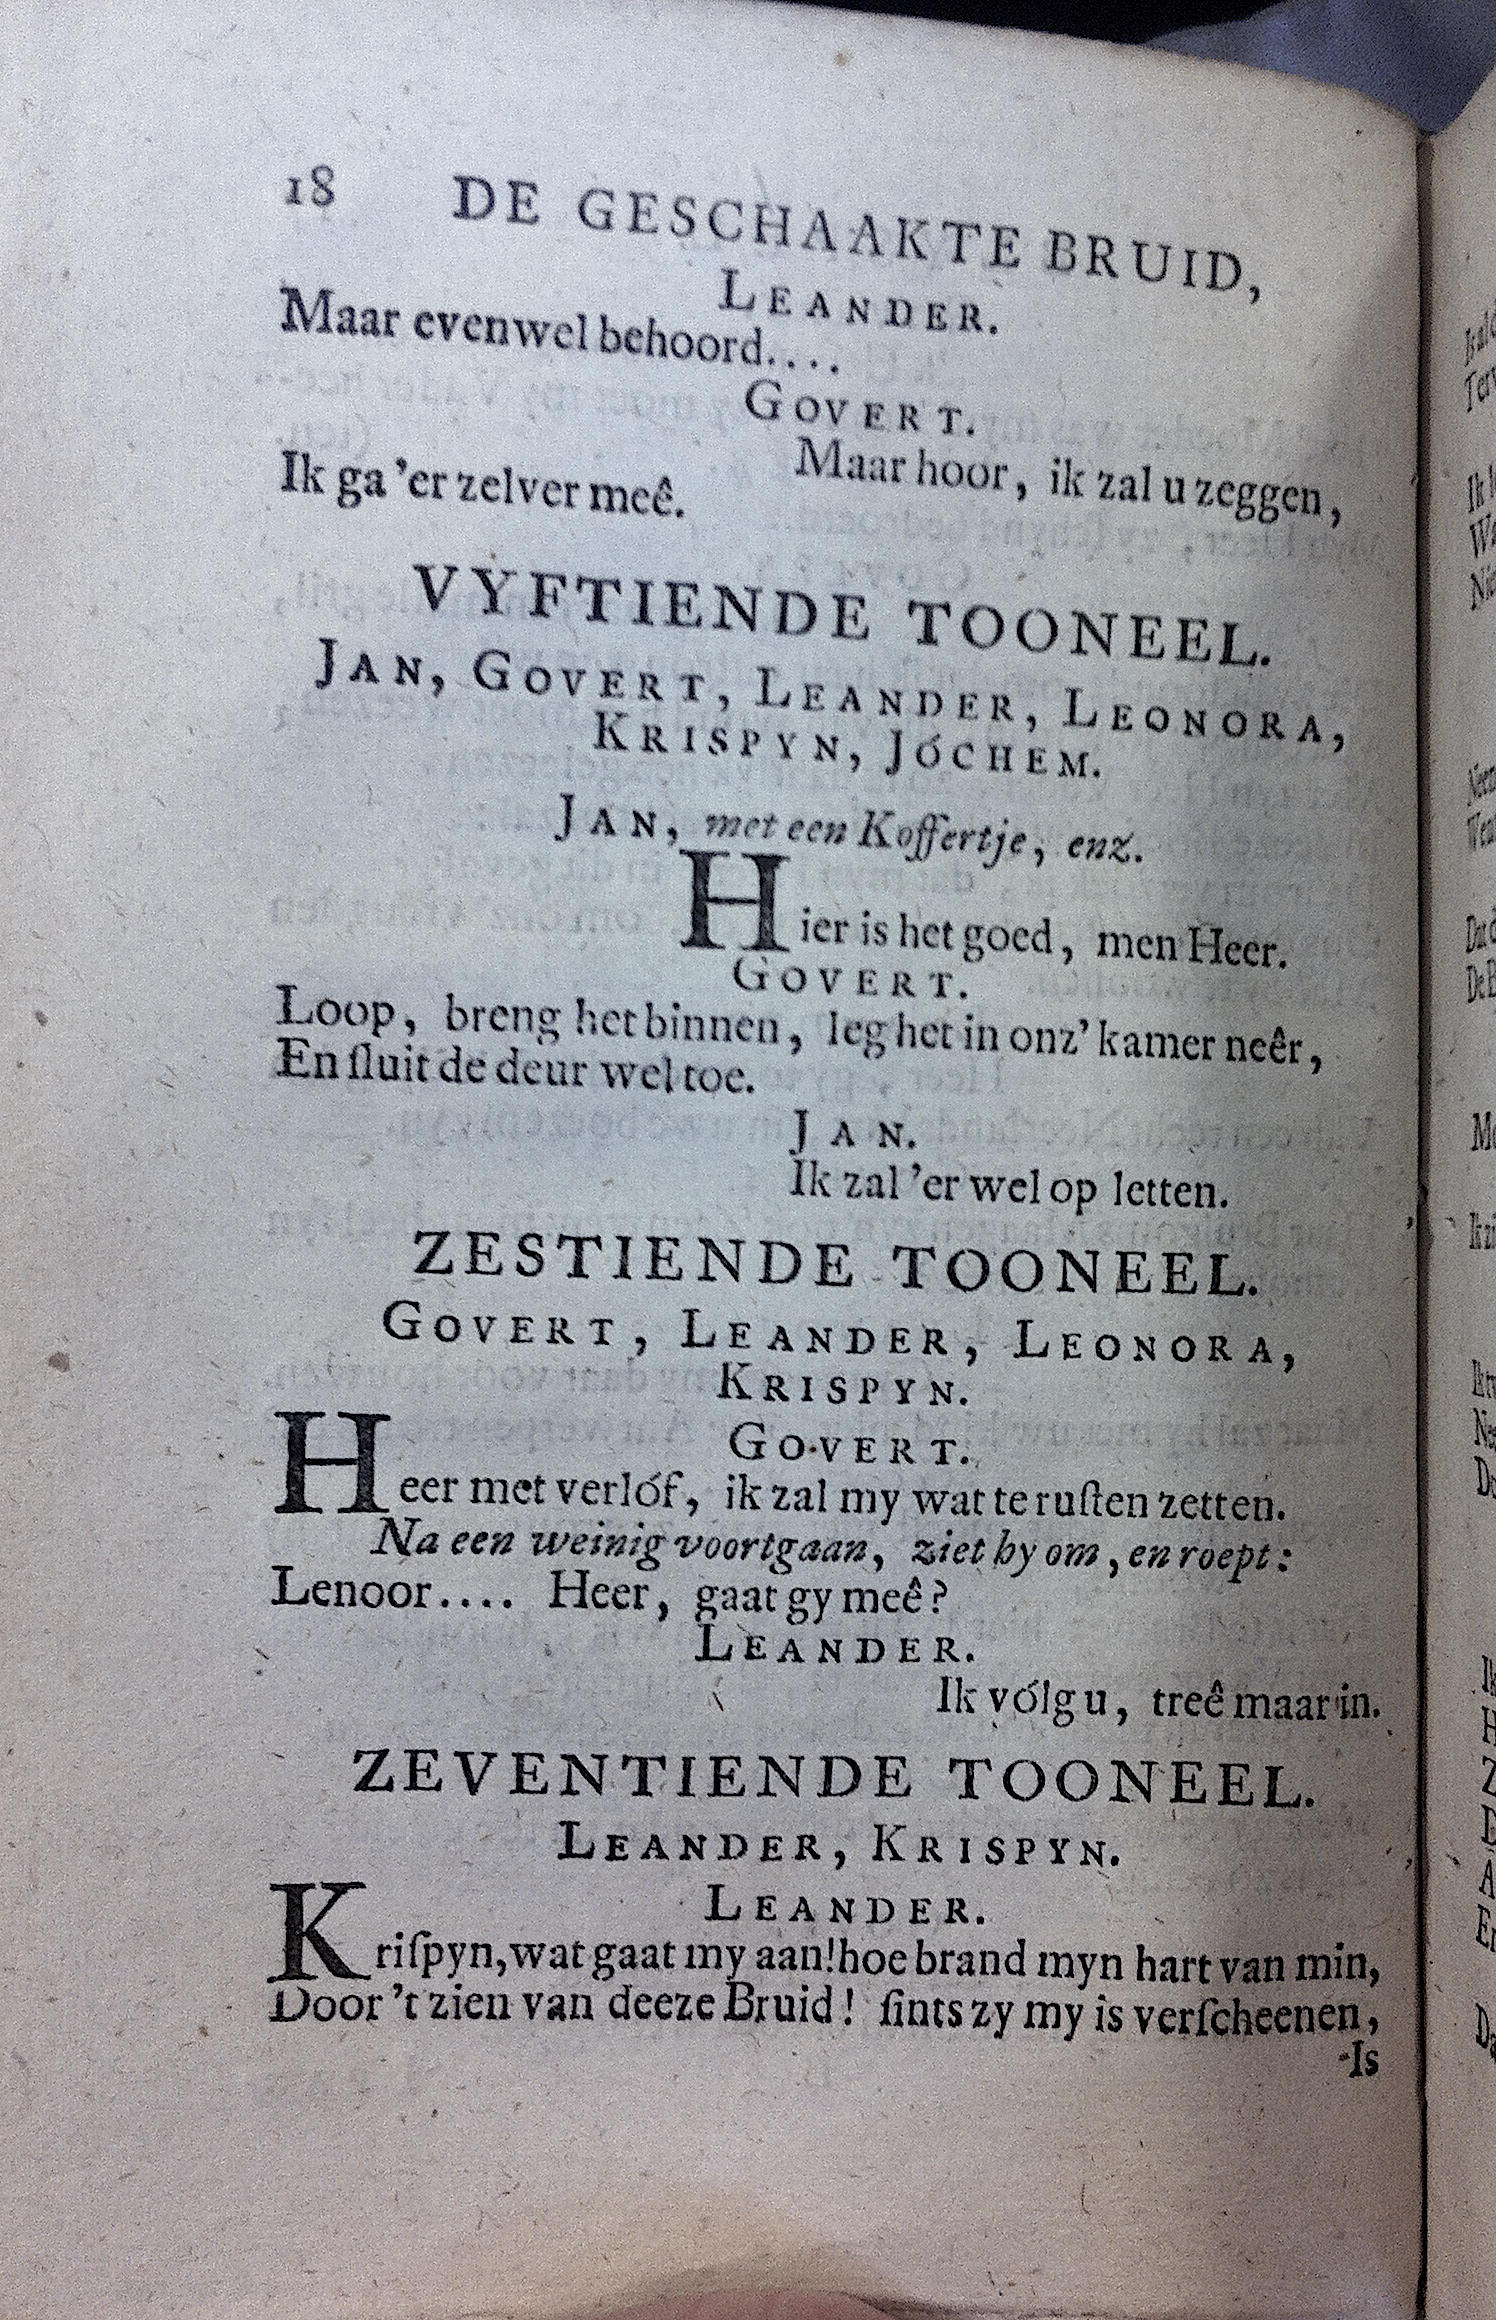 18 DE GESCHAAKTE BRUID,
LEANDER.
Maar evenwel behoord....
GOVERT.
Maar hoor, ik zal u zeggen,
Ik ga 'er zelver meê.
VYFTIENDE TOONEEL.
JAN, GOVERT, LEANDER, LEONORA,
KRISPYN, JÓCHEM.
JAN, met een Koffertje, enz.
Hier is het goed, men Heer.
GOVERT.
Loop, breng het binnen, leg het in onz' kamer neêr,
En sluit de deur wel toe.
JAN.
Ik zal 'er wel op letten.
ZESTIENDE TOONEEL.
GOVERT, LEANDER, LEONORA,
KRISPYN.
GOVERT.
Heer met verlóf, ik zal my wat te ruſten zetten.
Na een weinig voortgaan, ziet hy om, en roept:
Lenoor.... Heer, gaat gy meê?
LEANDER.
Ik vólg u, treê maar in.
ZEVENTIENDE TOONEEL.
LEANDER, KRISPYN.
LEANDER.
Kriſpyn, wat gaat my aan! hoe brand myn hart van min,
Door 't zien van deeze Bruid! ſints zy my is verſcheenen,
Is